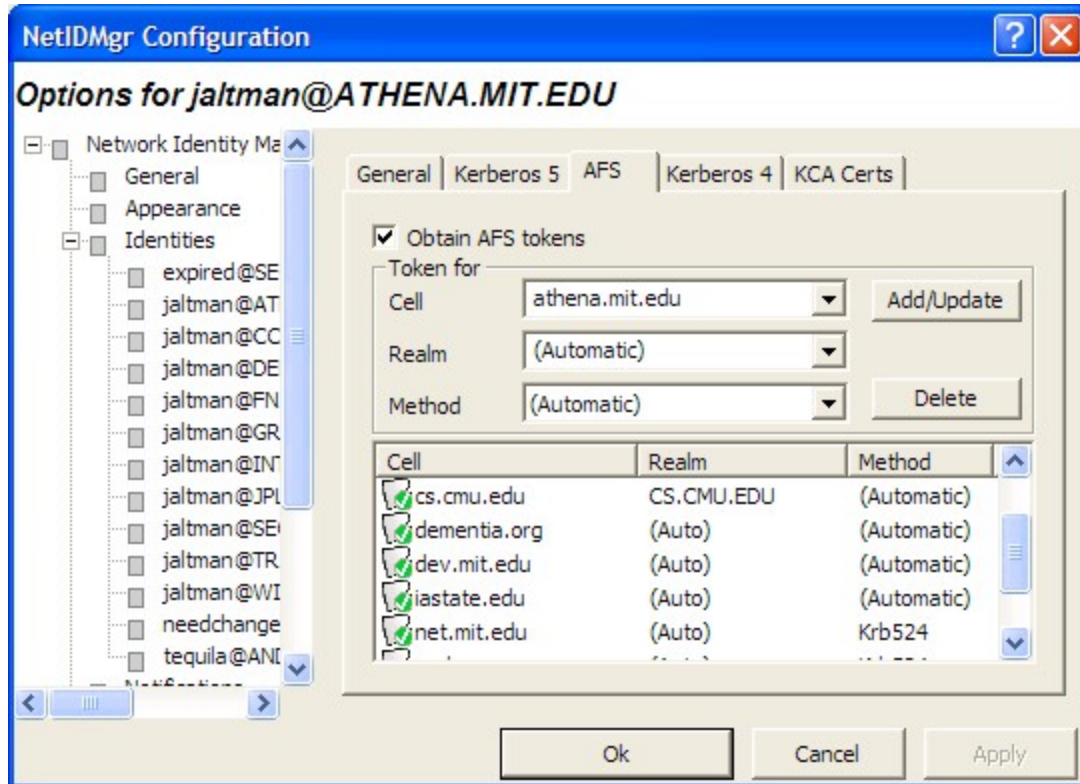 NetIDMgr Configuration
Options for jaltman@ATHENA.MIT.EDU
Network Identity Ma
General
Appearance
Identities
expired@SE
jaltman@AT
jaltman@CC
jaltman@DE
jaltman@FN
jaltman@GR
jaltman@INT
jaltman@JPL
jaltman@SEC
jaltman@TR
jaltman@WI
needchange
tequila@AND
Notifications
General Kerberos 5 AFS Kerberos 4 KCA Certs
Obtain AFS tokens
Token for
Cell athena.mit.edu Add/Update
Realm (Automatic)
Method (Automatic) Delete
Cell Realm Method
cs.cmu.edu CS.CMU.EDU (Automatic)
dementia.org (Auto) (Automatic)
dev.mit.edu (Auto) (Automatic)
iastate.edu (Auto) (Automatic)
net.mit.edu (Auto) Krb524
Ok Cancel Apply